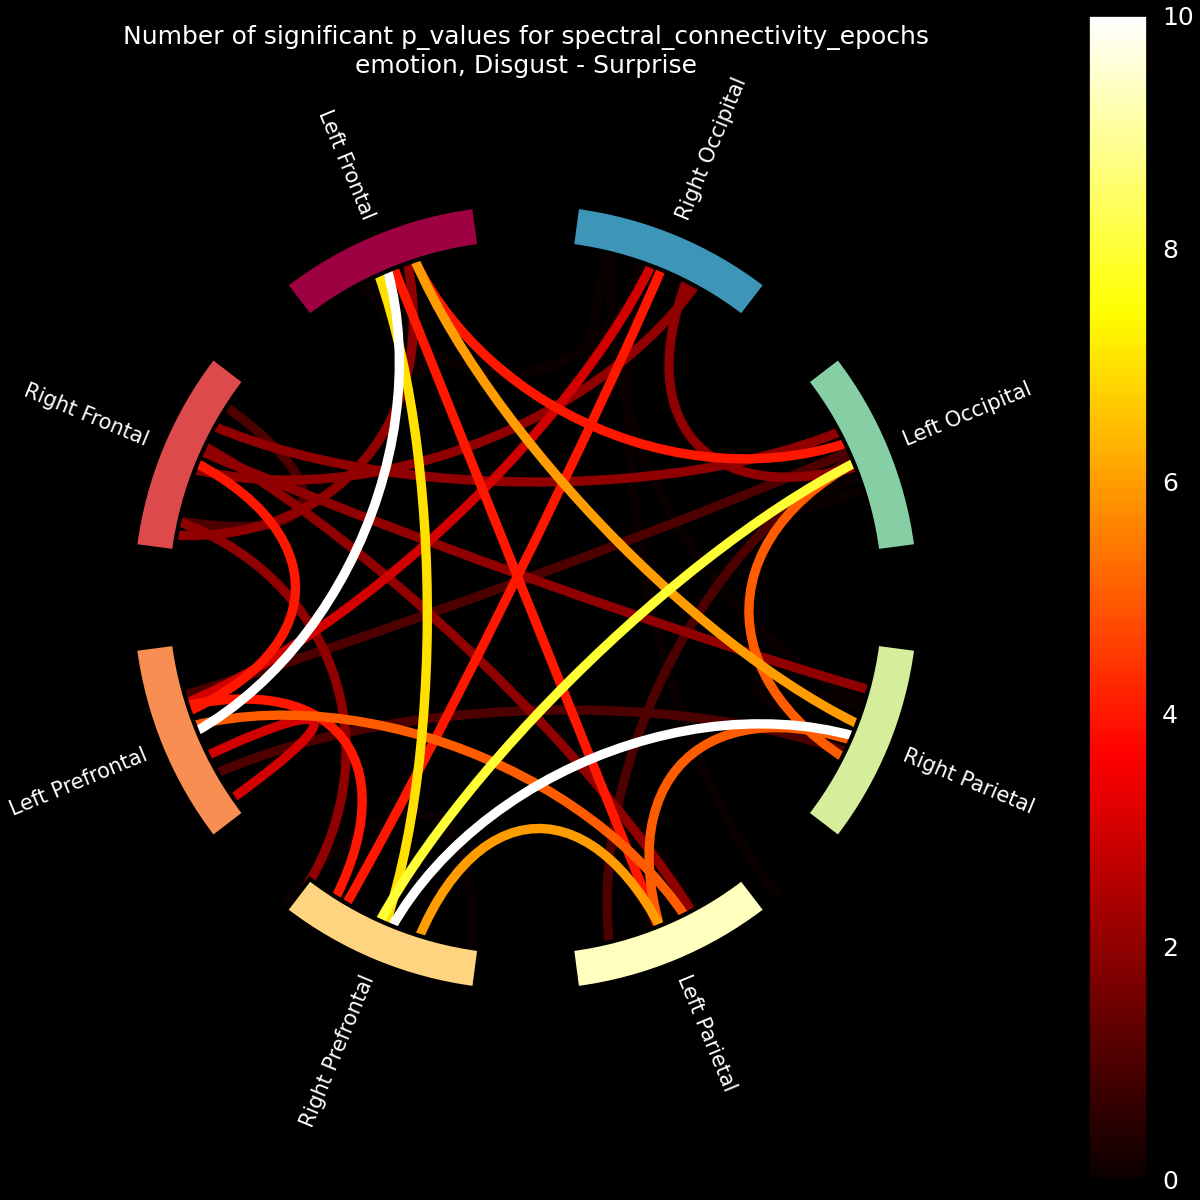 Number of significant p_values for spectral_connectivity_epochs
emotion, Disgust - Surprise
Left Frontal
Right Occipital
Right Frontal
Left Occipital
Left Prefrontal
Right Parietal
Right Prefrontal
Left Parietal
10
8
6
4
2
0